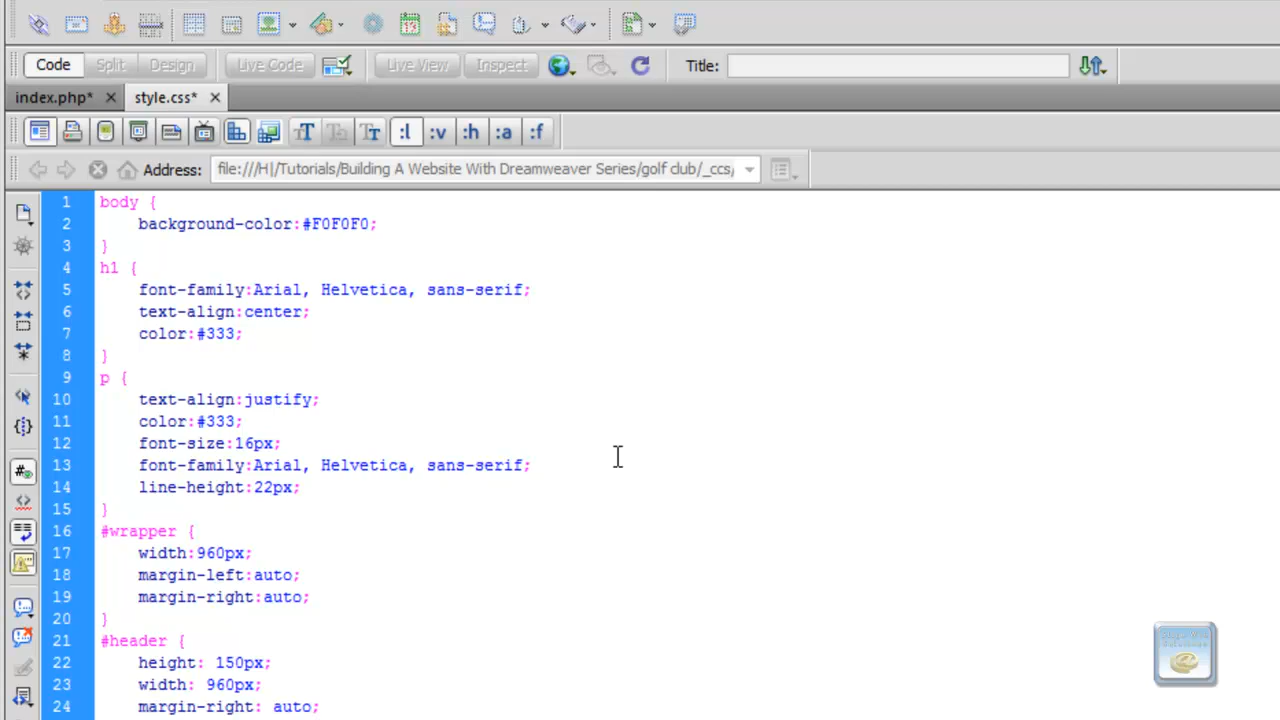 Code Split Design Live Code Live View Inspect Title:
index.php* × style.css* ×
:l :v :h :a :f
Address: file:///H|/Tutorials/Building A Website With Dreamweaver Series/golf club/_ccs/
1 body {
2 background-color:#F0F0F0;
3 }
4 h1 {
5 font-family:Arial, Helvetica, sans-serif;
6 text-align:center;
7 color:#333;
8 }
9 p {
10 text-align:justify;
11 color:#333;
12 font-size:16px;
13 font-family:Arial, Helvetica, sans-serif;
14 line-height:22px;
15 }
16 #wrapper {
17 width:960px;
18 margin-left:auto;
19 margin-right:auto;
20 }
21 #header {
22 height: 150px;
23 width: 960px;
24 margin-right: auto;